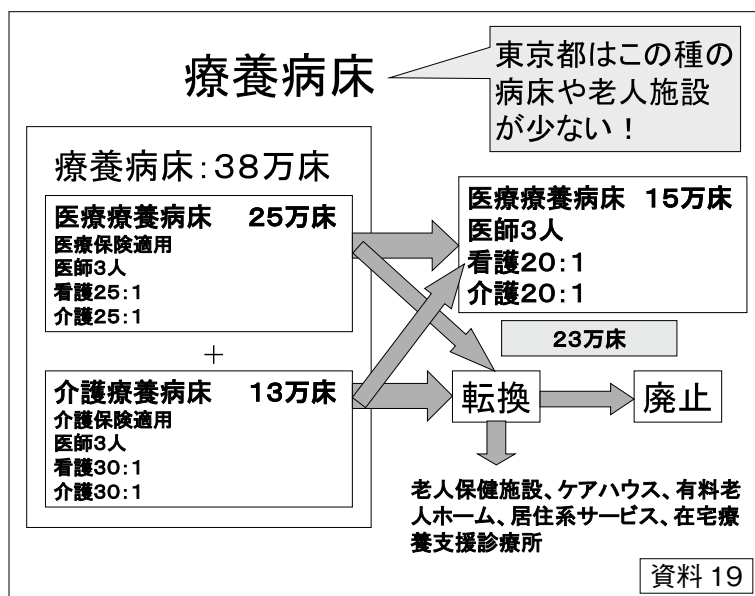 療養病床
東京都はこの種の
病床や老人施設
が少ない！
療養病床：３８万床
医療療養病床　２５万床
医療保険適用
医師３人
看護２５：１
介護２５：１
＋
介護療養病床　１３万床
介護保険適用
医師３人
看護３０：１
介護３０：１
医療療養病床　１５万床
医師３人
看護２０：１
介護２０：１
２３万床
転換
廃止
老人保健施設、ケアハウス、有料老
人ホーム、居住系サービス、在宅療
養支援診療所
資料 19